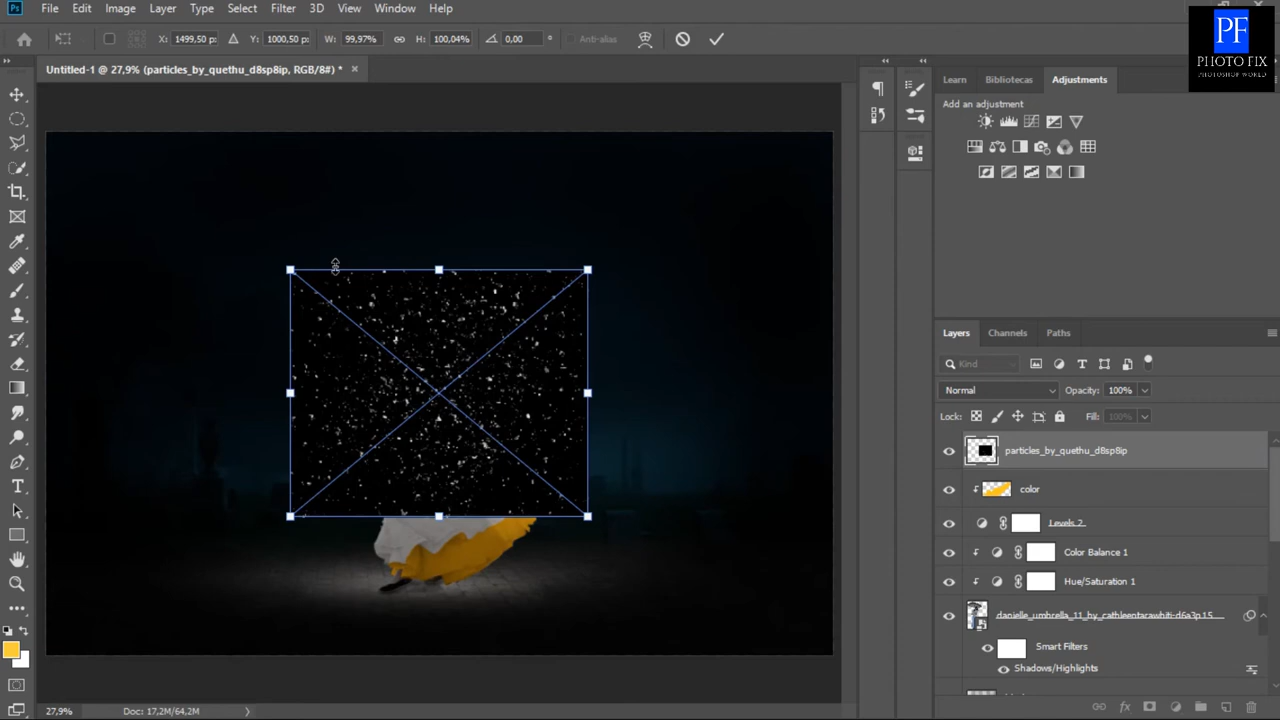 Ps File Edit Image Layer Type Select Filter 3D View Window Help
X: 1499,50 p: Y: 1000,50 p: W: 99,97% H: 100,04% 0,00 ° Anti-alias
PF
PHOTO FIX
PHOTOSHOP WORLD
Untitled-1 @ 27,9% (particles_by_quethu_d8sp8ip, RGB/8#) * ×
Learn Bibliotecas Adjustments
Add an adjustment
Layers Channels Paths
Kind
Normal Opacity: 100%
Lock: Fill: 100%
particles_by_quethu_d8sp8ip
color
Levels 2
Color Balance 1
Hue/Saturation 1
danielle_umbrella_11_by_cathleentarawhiti-d6a3p15...
Smart Filters
Shadows/Highlights
27,9% Doc: 17,2M/64,2M